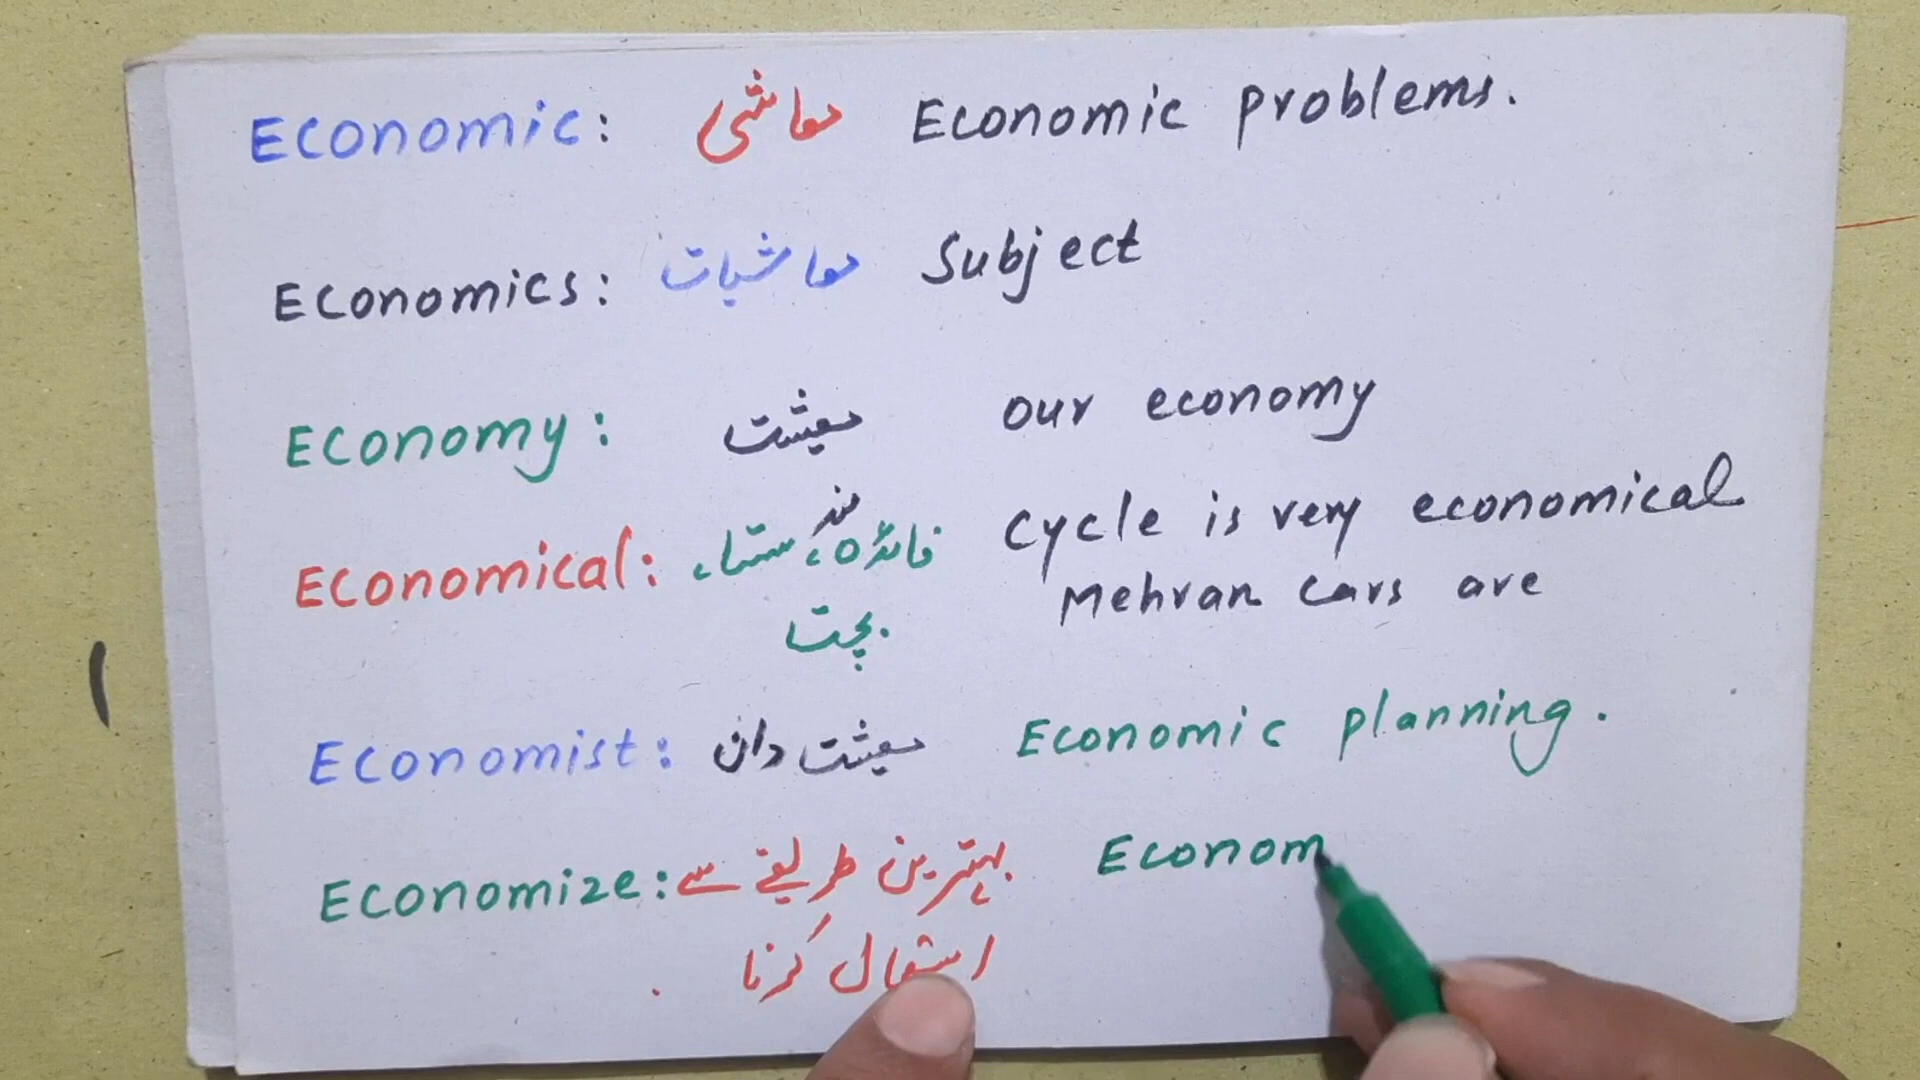 Economic: معاشی Economic problems.
Economics: معاشیات Subject
Economy: معیشت our economy
Economical: فائدہ مند، سستا، cycle is very economical
بچت Mehran cars are
Economist: معیشت دان Economic planning.
Economize: بہترین طریقے سے Econom
استعمال کرنا